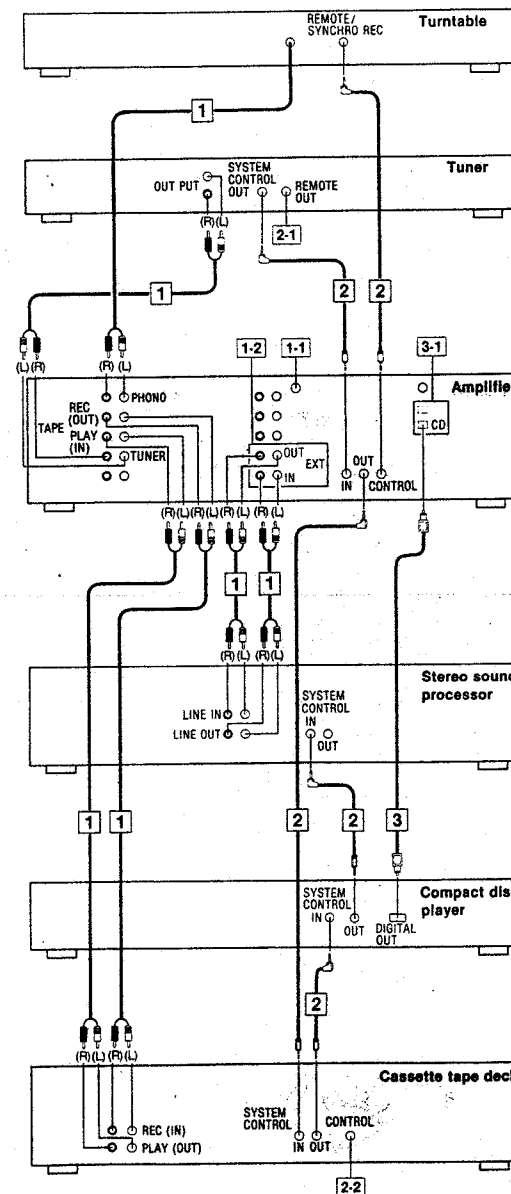 REMOTE/
SYNCHRO REC
Turntable
1
Tuner
SYSTEM
CONTROL
OUT
OUT PUT
REMOTE
OUT
(R) (L)
2-1
1
2
2
(L) (R)
(R) (L)
1-2
1-1
3-1
Amplifie
PHONO
REC
(OUT)
TAPE
PLAY
(IN)
TUNER
OUT
EXT
IN
IN
OUT
CONTROL
CD
(R) (L) (R) (L) (R) (L) (R) (L)
1
1
(R) (L) (R) (L)
Stereo sound
processor
SYSTEM
CONTROL
IN
OUT
LINE IN
LINE OUT
1
1
2
2
3
Compact dis
player
SYSTEM
CONTROL
IN
OUT
DIGITAL
OUT
2
(R) (L) (R) (L)
Cassette tape deck
SYSTEM
CONTROL
IN OUT
CONTROL
REC (IN)
PLAY (OUT)
2-2